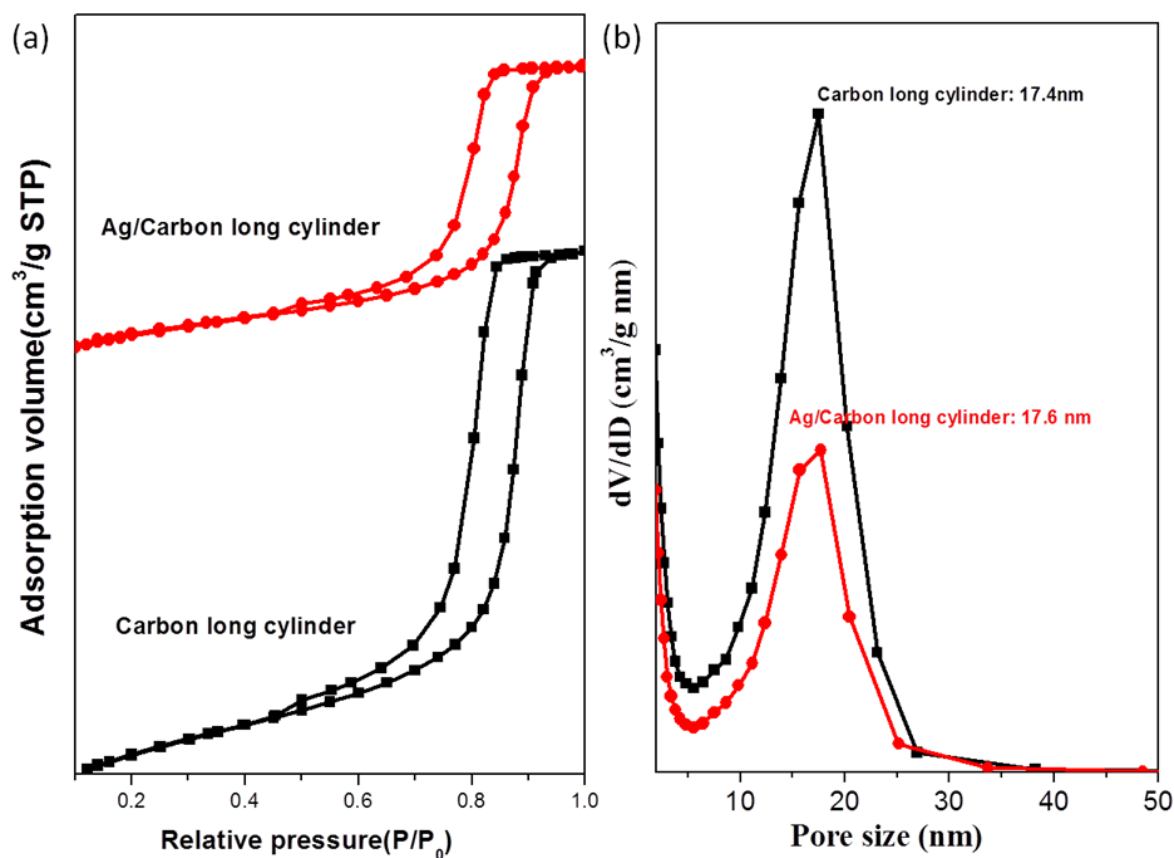 (a)
Adsorption volume(cm³/g STP)
Ag/Carbon long cylinder
Carbon long cylinder
0.2 0.4 0.6 0.8 1.0
Relative pressure(P/P₀)
(b)
dV/dD (cm³/g nm)
Carbon long cylinder: 17.4nm
Ag/Carbon long cylinder: 17.6 nm
10 20 30 40 50
Pore size (nm)